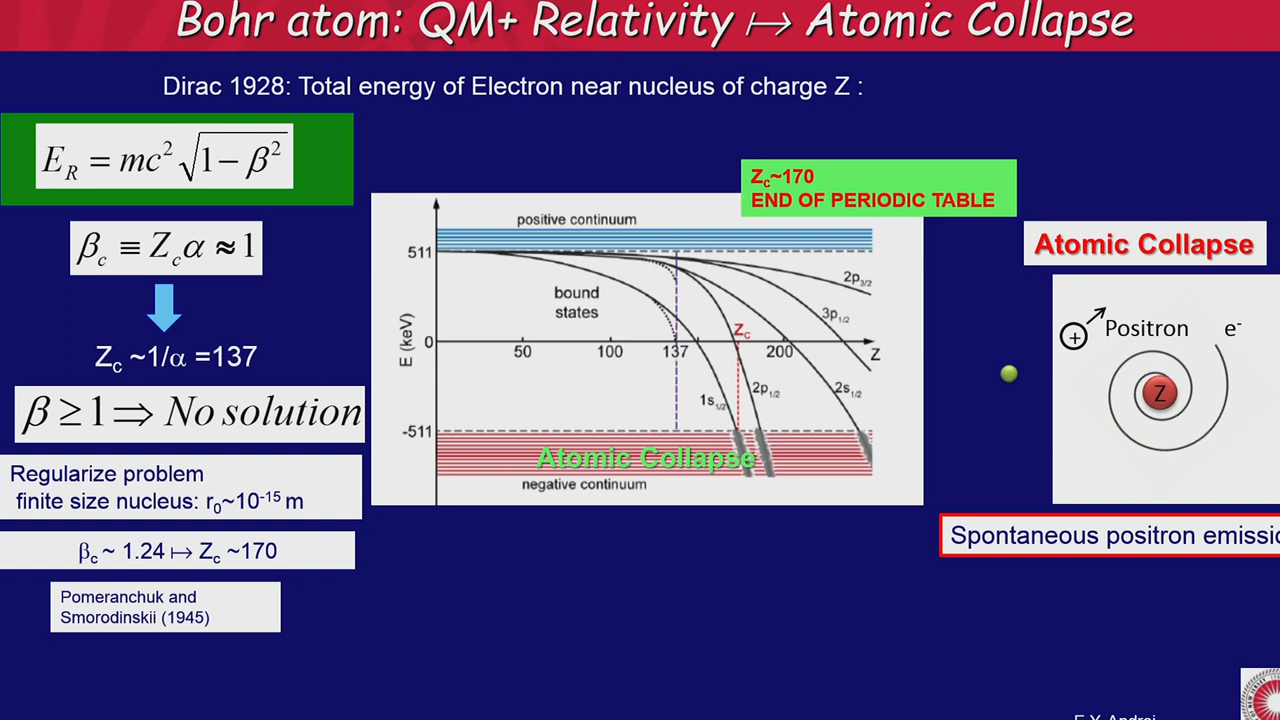 Bohr atom: QM+ Relativity ↦ Atomic Collapse
Dirac 1928: Total energy of Electron near nucleus of charge Z :
E_R = mc² √(1 − β²)
β_c ≡ Z_c α ≈ 1
Z_c ~1/α =137
β ≥ 1 ⇒ No solution
Regularize problem
finite size nucleus: r₀~10⁻¹⁵ m
β_c ~ 1.24 ↦ Z_c ~170
Pomeranchuk and
Smorodinskii (1945)
Z_c~170
END OF PERIODIC TABLE
positive continuum
511
bound
states
2p_3/2
3p_1/2
Z_c
E (keV)
0
50
100
137
200
Z
1s_1/2
2p_1/2
2s_1/2
-511
Atomic Collapse
negative continuum
Atomic Collapse
+
Positron
e⁻
Z
Spontaneous positron
E.Y. Andrei